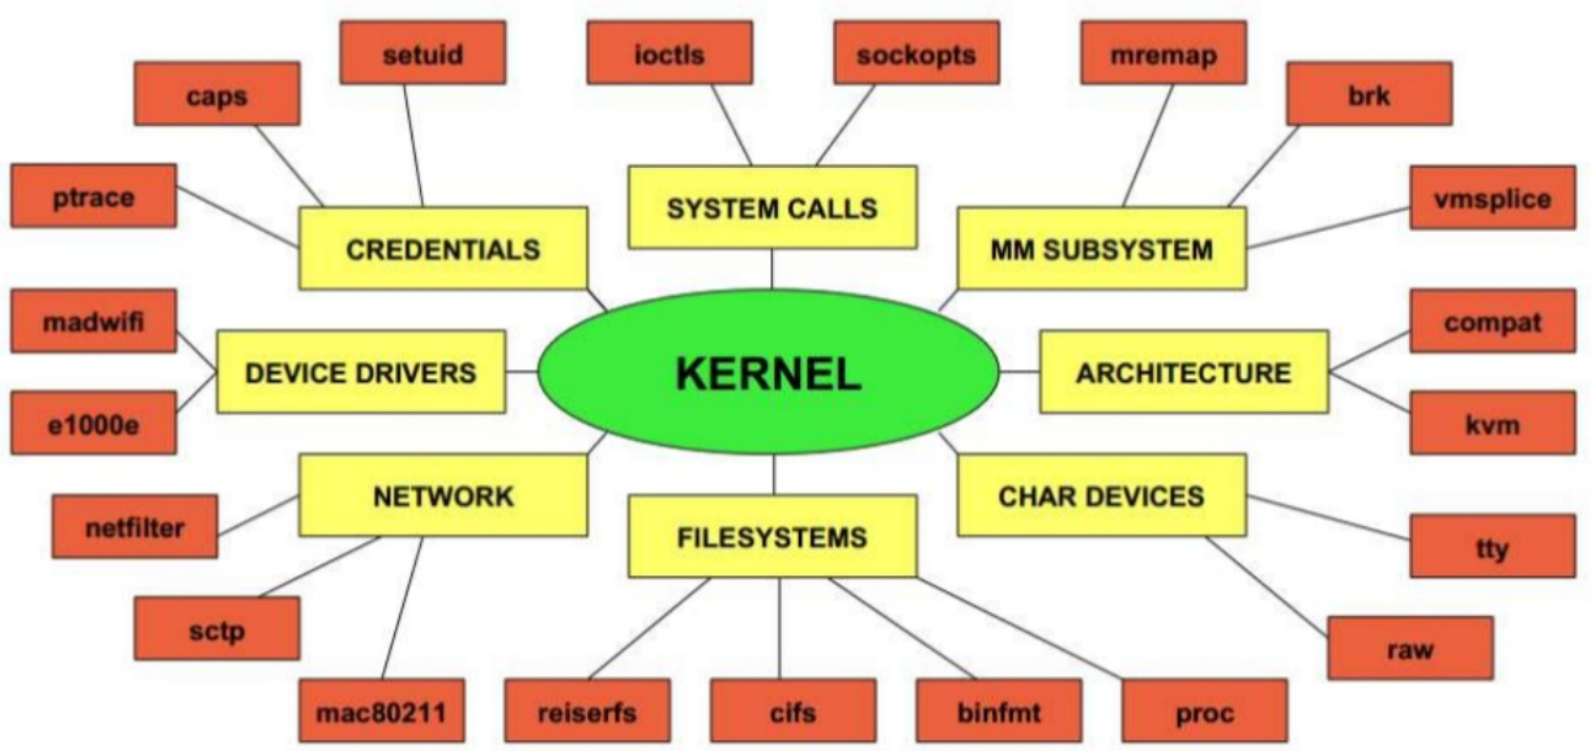 setuid
ioctls
sockopts
mremap
caps
brk
ptrace
vmsplice
SYSTEM CALLS
CREDENTIALS
MM SUBSYSTEM
madwifi
compat
DEVICE DRIVERS
KERNEL
ARCHITECTURE
e1000e
kvm
NETWORK
CHAR DEVICES
netfilter
FILESYSTEMS
tty
sctp
raw
mac80211
reiserfs
cifs
binfmt
proc